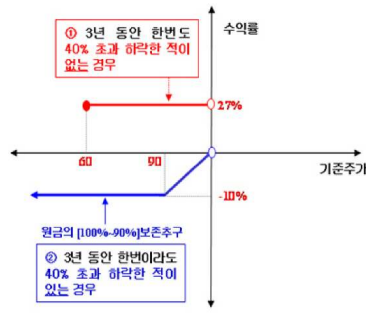 수익률
① 3년 동안 한번도
40% 초과 하락한 적이
없는 경우
27%
60
90
기준주가
-10%
원금의 [100%~90%]보존추구
② 3년 동안 한번이라도
40% 초과 하락한 적이
있는 경우